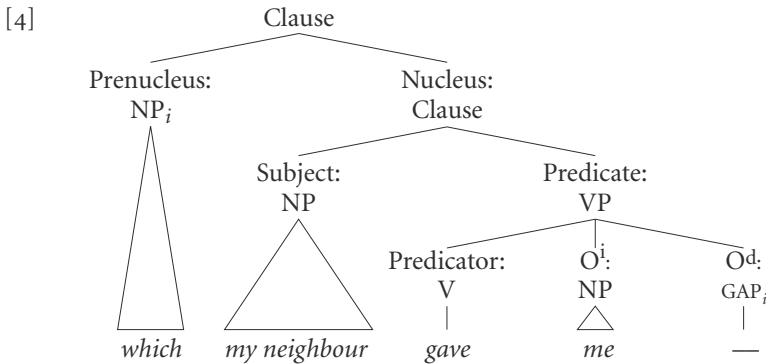 [4] Clause
Prenucleus: Nucleus:
NPi Clause
Subject: Predicate:
NP VP
Predicator: Oi: Od:
V NP GAPi
which my neighbour gave me —